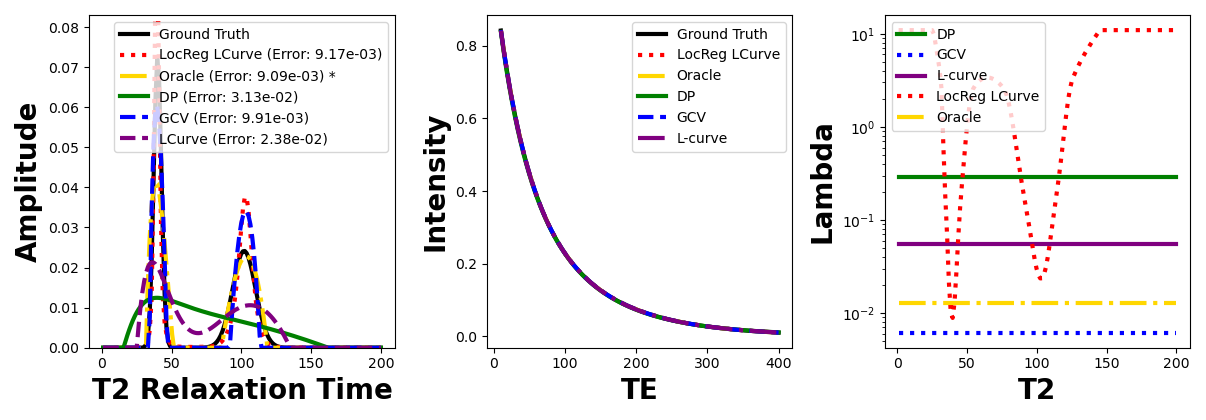 0.08
0.07
0.06
0.05
0.04
0.03
0.02
0.01
0.00
Amplitude
Ground Truth
LocReg LCurve (Error: 9.17e-03)
Oracle (Error: 9.09e-03) *
DP (Error: 3.13e-02)
GCV (Error: 9.91e-03)
LCurve (Error: 2.38e-02)
0 50 100 150 200
T2 Relaxation Time
0.8
0.6
0.4
0.2
0.0
Intensity
Ground Truth
LocReg LCurve
Oracle
DP
GCV
L-curve
0 100 200 300 400
TE
10¹
10⁰
10⁻¹
10⁻²
Lambda
DP
GCV
L-curve
LocReg LCurve
Oracle
0 50 100 150 200
T2